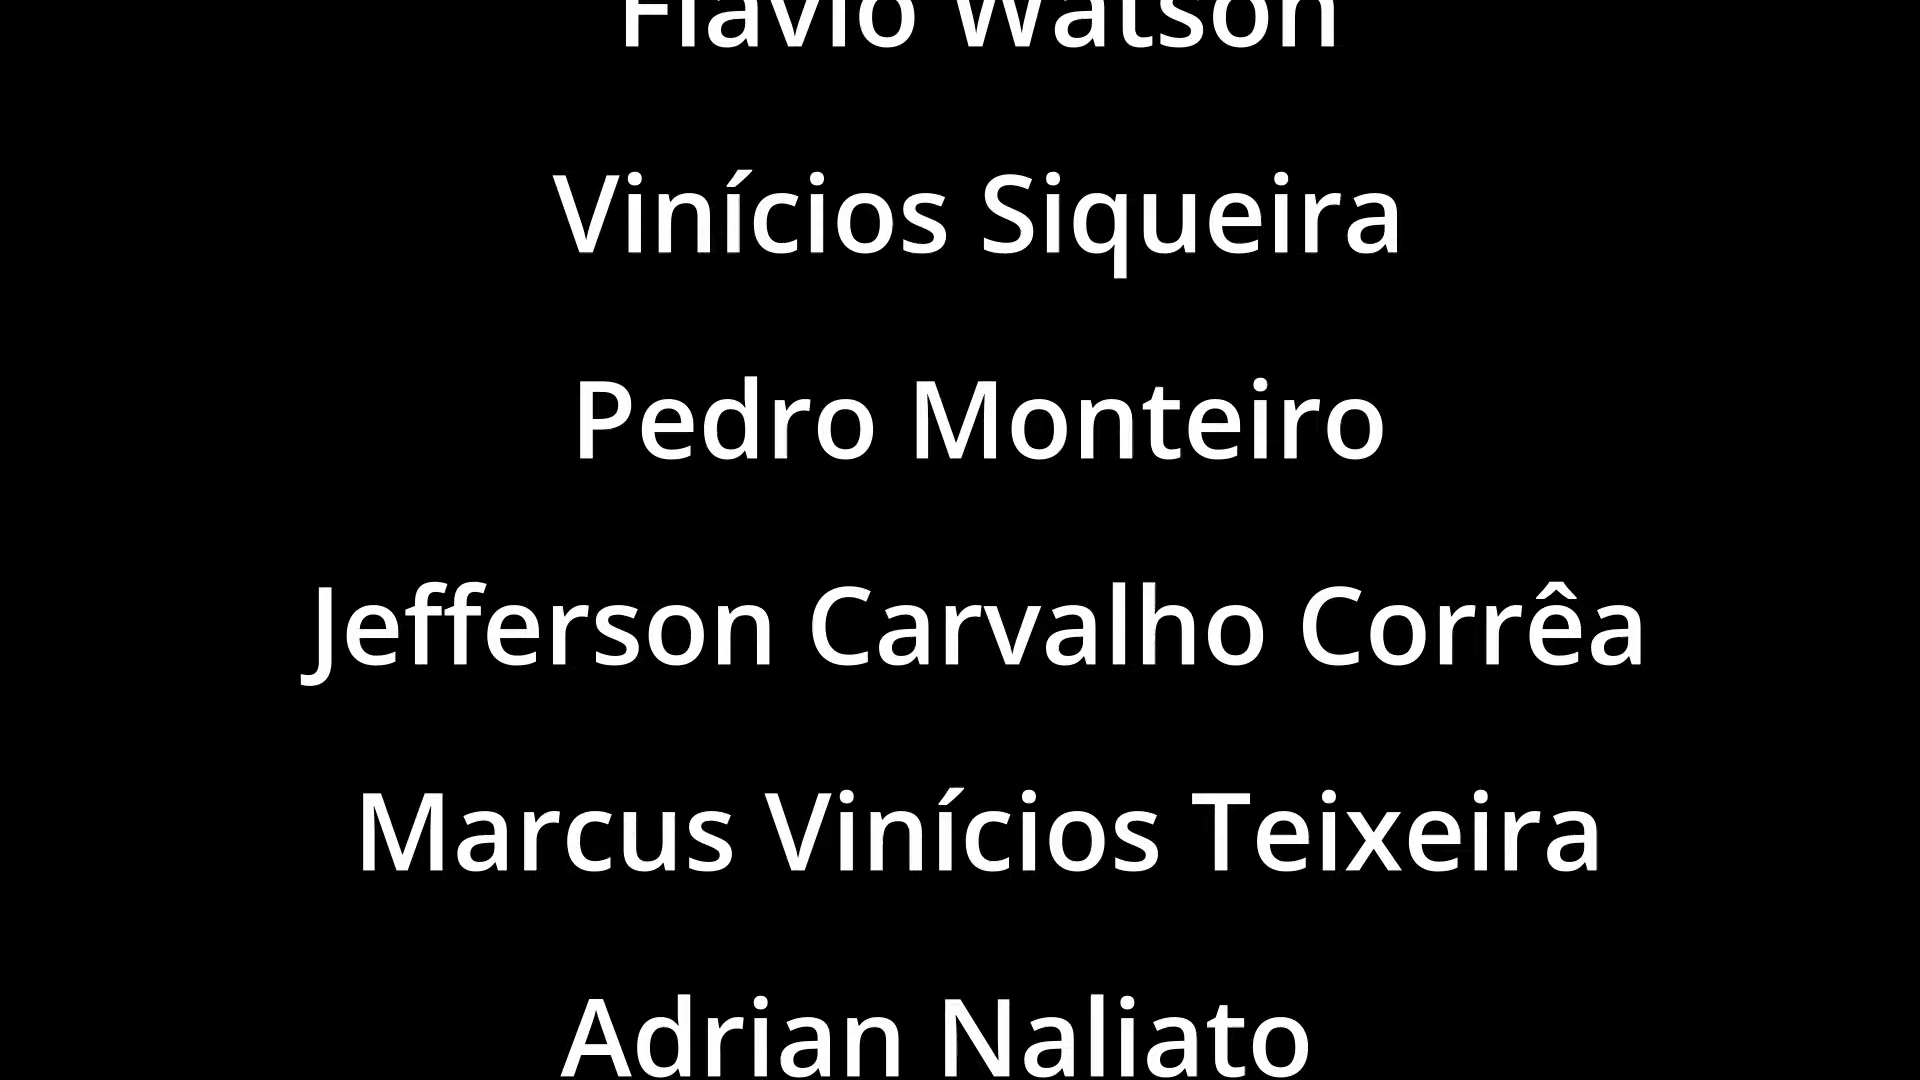 Flavio Watson
Vinícios Siqueira
Pedro Monteiro
Jefferson Carvalho Corrêa
Marcus Vinícios Teixeira
Adrian Naliato